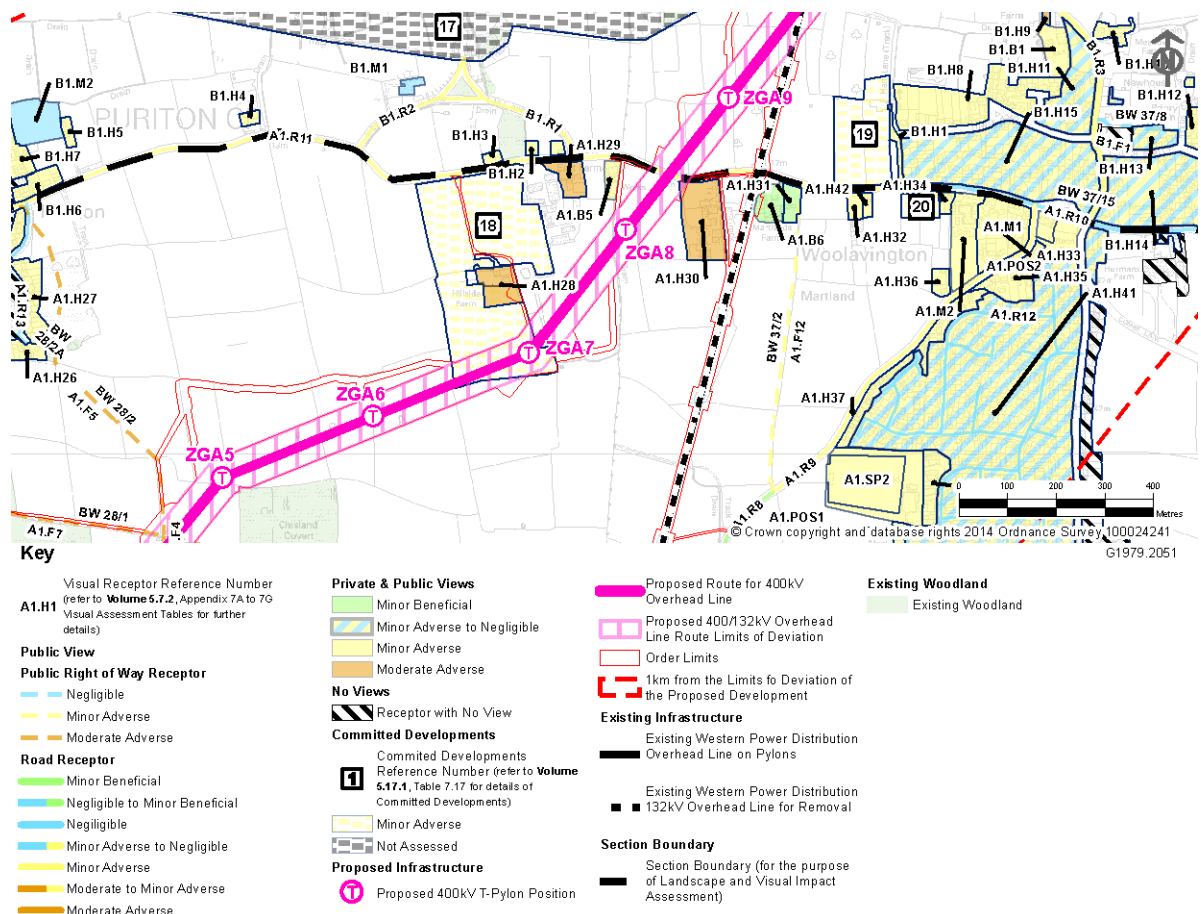 17
18
19
20
ZGA9
ZGA8
ZGA7
ZGA6
ZGA5
B1.M2
B1.M1
B1.H4
B1.H5
B1.R2
PURITON
B1.H7
A1.R11
B1.H3
B1.R1
A1.H29
B1.H2
B1.H6
A1.B5
A1.H28
A1.H27
A1.R13
BW 28/2A
A1.H26
BW 28/2
A1.F5
BW 28/1
A1.F7
.F4
A1.H30
A1.H31
A1.H42
A1.B6
A1.H34
A1.H32
Woolavington
Martland
BW 37/2
A1.F12
A1.H36
A1.M2
A1.M1
A1.POS2
A1.H33
A1.H35
A1.H41
A1.R12
A1.R10
BW 37/15
B1.H14
B1.H13
B1.F1
BW 37/8
B1.H12
B1.H15
B1.H11
B1.B1
B1.H9
B1.H8
B1.H1
B1.R3
N
A1.H37
A1.R9
A1.SP2
A1.POS1
0 100 200 300 400
Metres
© Crown copyright and database rights 2014 Ordnance Survey 100024241
G1979.2051
Key
A1.H1 Visual Receptor Reference Number
(refer to Volume 5.7.2, Appendix 7A to 7G
Visual Assessment Tables for further
details)
Public View
Public Right of Way Receptor
Negligible
Minor Adverse
Moderate Adverse
Road Receptor
Minor Beneficial
Negligible to Minor Beneficial
Negiligible
Minor Adverse to Negligible
Minor Adverse
Moderate to Minor Adverse
Moderate Adverse
Private & Public Views
Minor Beneficial
Minor Adverse to Negligible
Minor Adverse
Moderate Adverse
No Views
Receptor with No View
Committed Developments
1 Commited Developments
Reference Number (refer to Volume
5.17.1, Table 7.17 for details of
Committed Developments)
Minor Adverse
Not Assessed
Proposed Infrastructure
T Proposed 400kV T-Pylon Position
Proposed Route for 400kV
Overhead Line
Proposed 400/132kV Overhead
Line Route Limits of Deviation
Order Limits
1km from the Limits fo Deviation of
the Proposed Development
Existing Infrastructure
Existing Western Power Distribution
Overhead Line on Pylons
Existing Western Power Distribution
132kV Overhead Line for Removal
Section Boundary
Section Boundary (for the purpose
of Landscape and Visual Impact
Assessment)
Existing Woodland
Existing Woodland